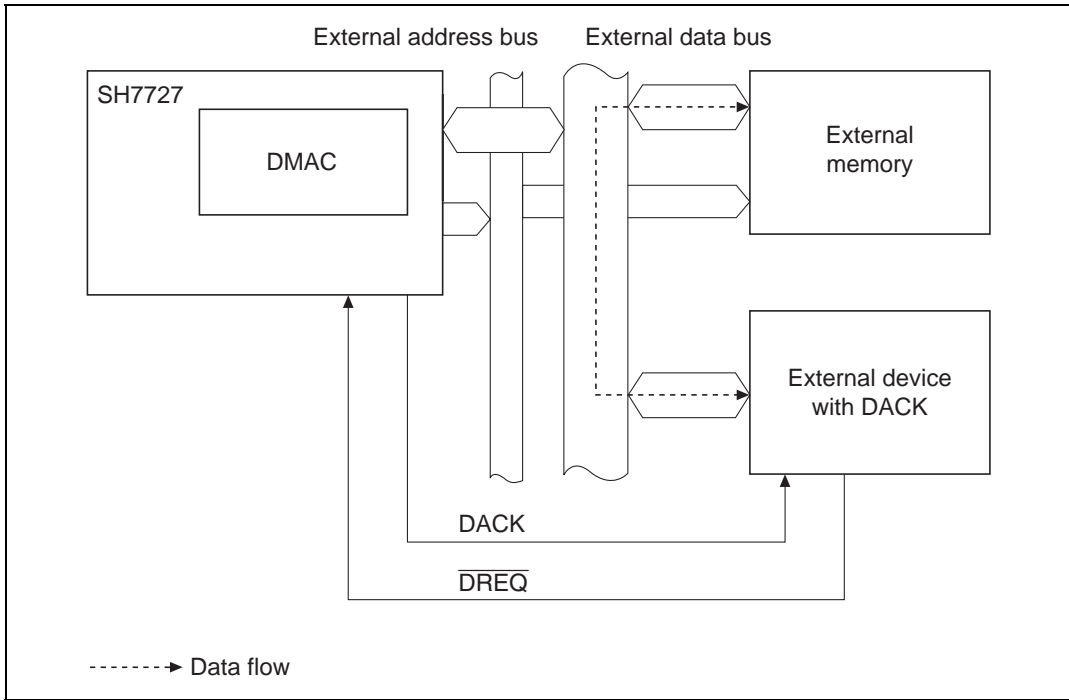 External address bus
External data bus
SH7727
DMAC
External
memory
External device
with DACK
DACK
DREQ
Data flow